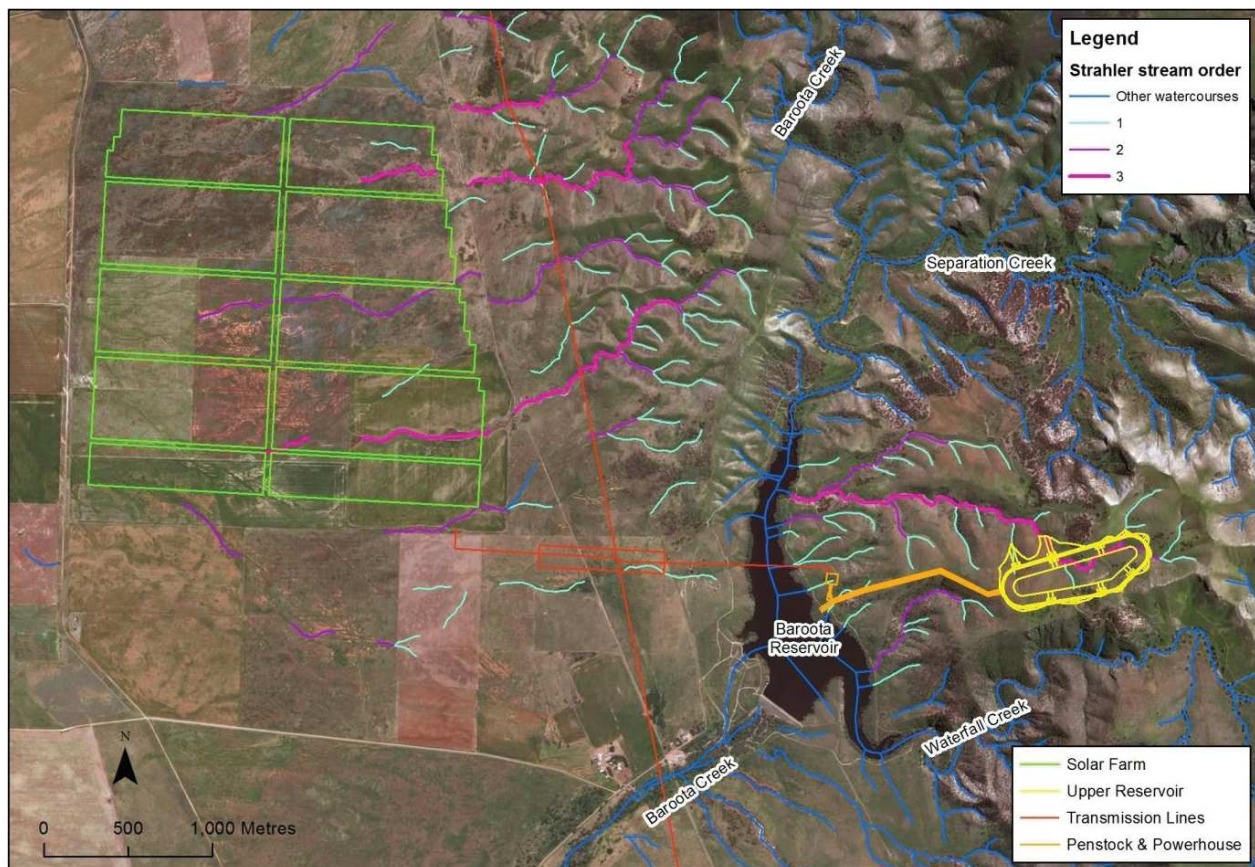 Legend
Strahler stream order
Other watercourses
1
2
3
Baroota Creek
Separation Creek
Baroota
Reservoir
Waterfall Creek
Baroota Creek
N
0 500 1,000 Metres
Solar Farm
Upper Reservoir
Transmission Lines
Penstock & Powerhouse